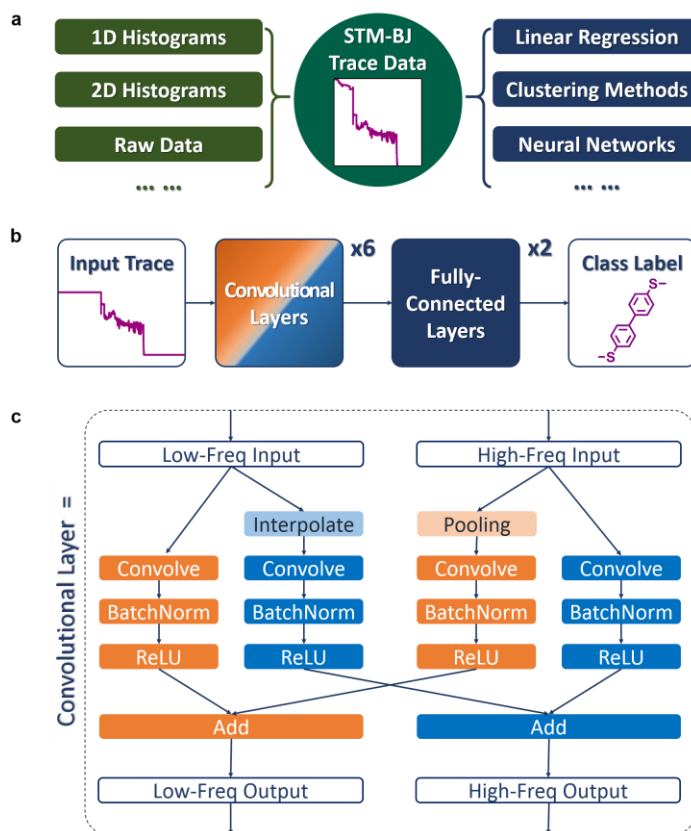 a
1D Histograms
2D Histograms
Raw Data
... ...
STM-BJ
Trace Data
Linear Regression
Clustering Methods
Neural Networks
... ...
b
Input Trace
Convolutional
Layers
x6
Fully-
Connected
Layers
x2
Class Label
S
S
c
Convolutional Layer =
Low-Freq Input
High-Freq Input
Interpolate
Pooling
Convolve
Convolve
Convolve
Convolve
BatchNorm
BatchNorm
BatchNorm
BatchNorm
ReLU
ReLU
ReLU
ReLU
Add
Add
Low-Freq Output
High-Freq Output